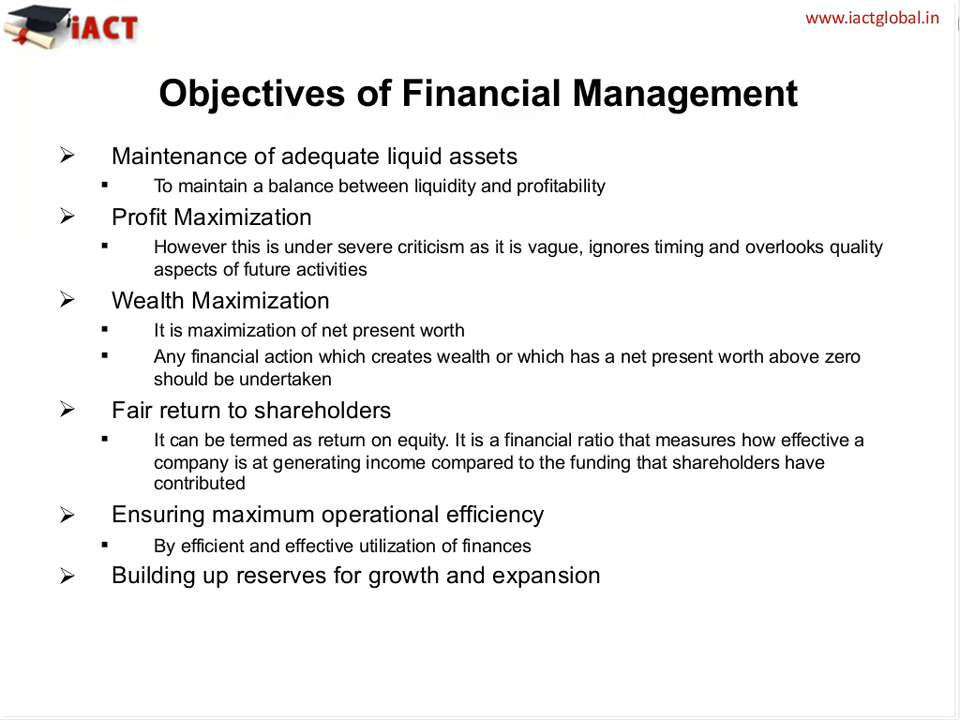 iACT
www.iactglobal.in
Objectives of Financial Management
➢ Maintenance of adequate liquid assets
▪ To maintain a balance between liquidity and profitability
➢ Profit Maximization
▪ However this is under severe criticism as it is vague, ignores timing and overlooks quality
aspects of future activities
➢ Wealth Maximization
▪ It is maximization of net present worth
▪ Any financial action which creates wealth or which has a net present worth above zero
should be undertaken
➢ Fair return to shareholders
▪ It can be termed as return on equity. It is a financial ratio that measures how effective a
company is at generating income compared to the funding that shareholders have
contributed
➢ Ensuring maximum operational efficiency
▪ By efficient and effective utilization of finances
➢ Building up reserves for growth and expansion